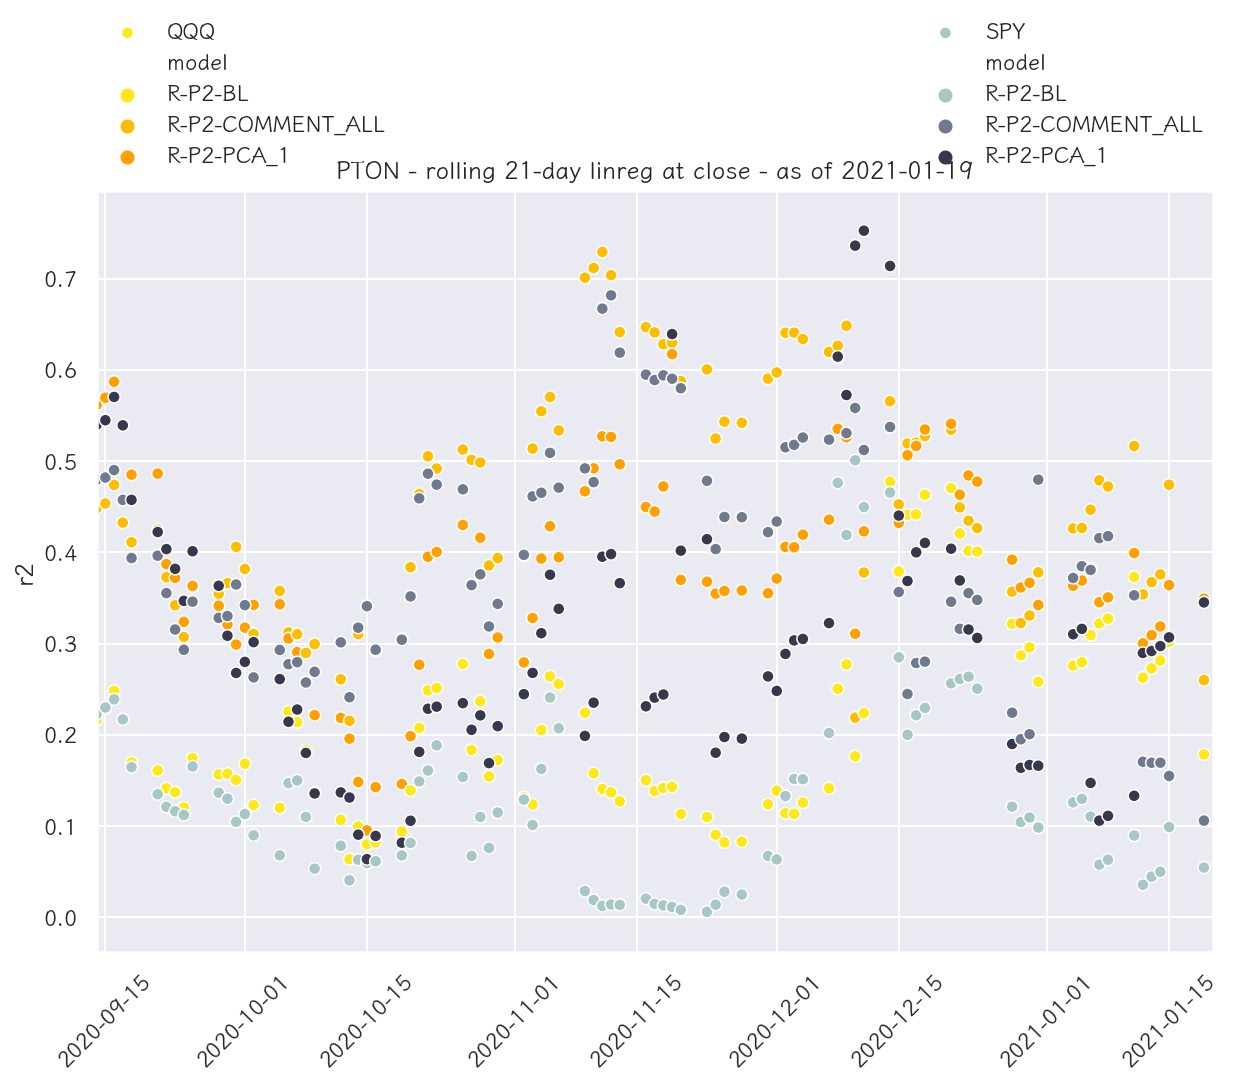 QQQ
model
R-P2-BL
R-P2-COMMENT_ALL
R-P2-PCA_1
SPY
model
R-P2-BL
R-P2-COMMENT_ALL
R-P2-PCA_1
PTON - rolling 21-day linreg at close - as of 2021-01-19
0.7
0.6
0.5
0.4
0.3
0.2
0.1
0.0
r2
2020-09-15
2020-10-01
2020-10-15
2020-11-01
2020-11-15
2020-12-01
2020-12-15
2021-01-01
2021-01-15